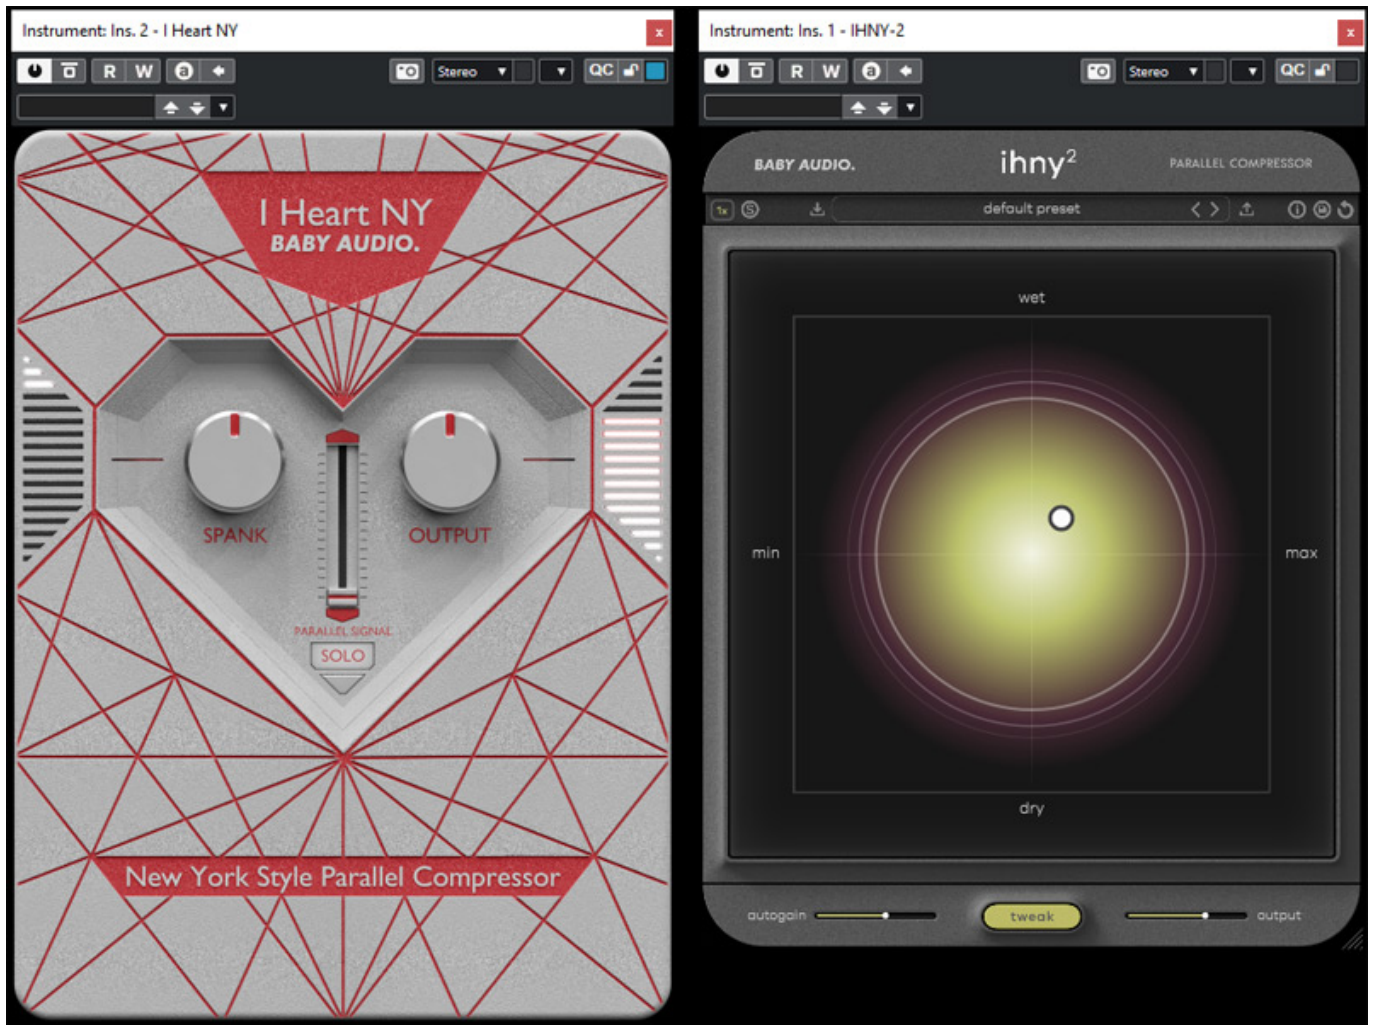 Instrument: Ins. 2 - I Heart NY
x
R W a Stereo QC
I Heart NY
BABY AUDIO.
SPANK
OUTPUT
PARALLEL SIGNAL
SOLO
New York Style Parallel Compressor
Instrument: Ins. 1 - IHNY-2
x
R W a Stereo QC
BABY AUDIO.
ihny²
PARALLEL COMPRESSOR
1x S default preset i
wet
min
max
dry
autogain
tweak
output